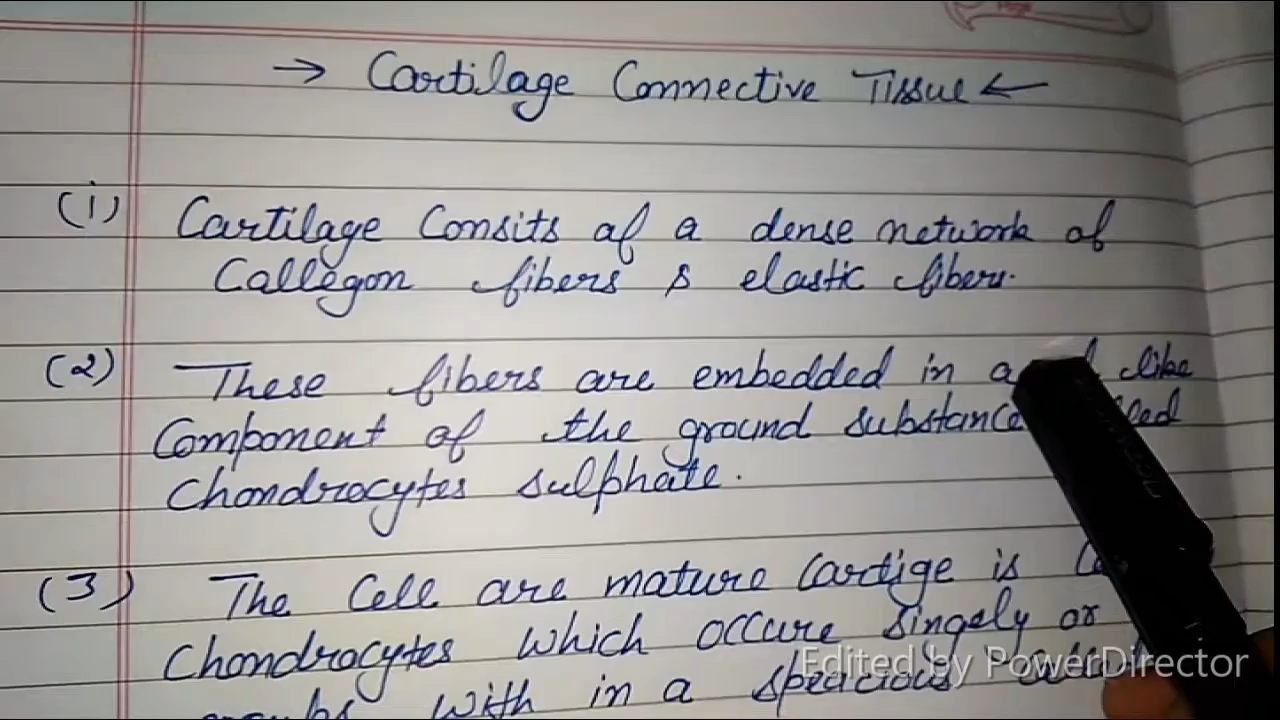 → Cartilage Connective Tissue ←
(i) Cartilage Consits of a dense network of
Callegon fibers & elastic fibers.
(2) These fibers are embedded in a like
Component of the ground substance
Chondrocytes sulphate.
(3) The Cell are mature Cartige is
Chondrocytes which occure singely or
with in a speacious
Edited by PowerDirector